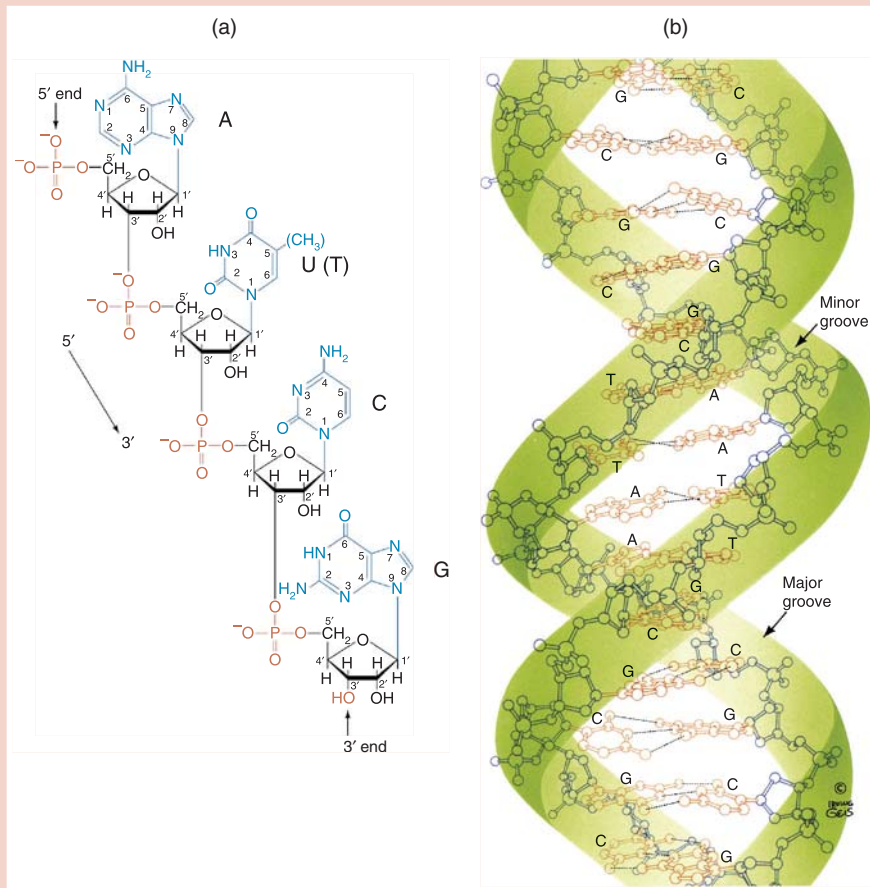 (a)
5′ end
NH₂
6
N
1
5
N
7
2
N
3
4
N
9
8
A
⁻O
⁻O—P—O
O
5′
CH₂
O
4′
H
H
H
H
3′
2′
1′
OH
O
4
(CH₃)
HN
3
5
U (T)
2
6
O
N
1
O
⁻O—P—O
O
5′
CH₂
O
4′
H
H
H
H
3′
2′
1′
OH
5′
3′
NH₂
4
N
3
5
C
2
6
O
N
1
O
⁻O—P—O
O
5′
CH₂
O
4′
H
H
H
H
3′
2′
1′
OH
O
6
HN
1
5
N
7
G
H₂N
2
N
3
4
N
9
8
O
⁻O—P—O
O
5′
CH₂
O
4′
H
H
H
H
3′
2′
1′
HO
OH
3′ end
(b)
G C
C G
G C
C G
C G
Minor
groove
T A
T A
A T
A T
C G
Major
groove
G C
C G
G C
C G
©
IRVING
GEIS